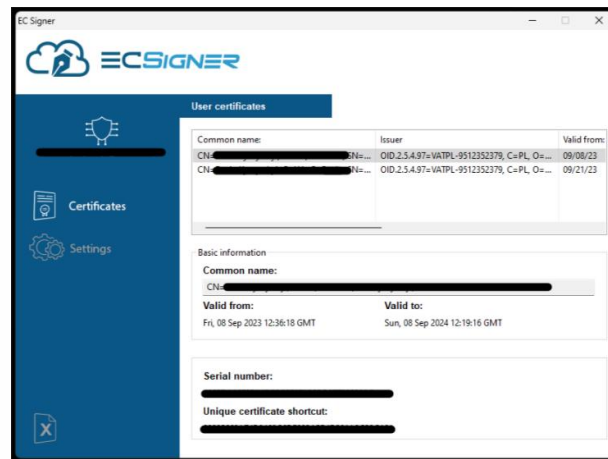 EC Signer
ECSIGNER
User certificates
Common name: Issuer Valid from:
CN= SN=... OID.2.5.4.97=VATPL-9512352379, C=PL, O=... 09/08/23
CN= SN=... OID.2.5.4.97=VATPL-9512352379, C=PL, O=... 09/21/23
Certificates
Settings
Basic information
Common name:
CN=
Valid from: Valid to:
Fri, 08 Sep 2023 12:36:18 GMT Sun, 08 Sep 2024 12:19:16 GMT
Serial number:
Unique certificate shortcut:
X